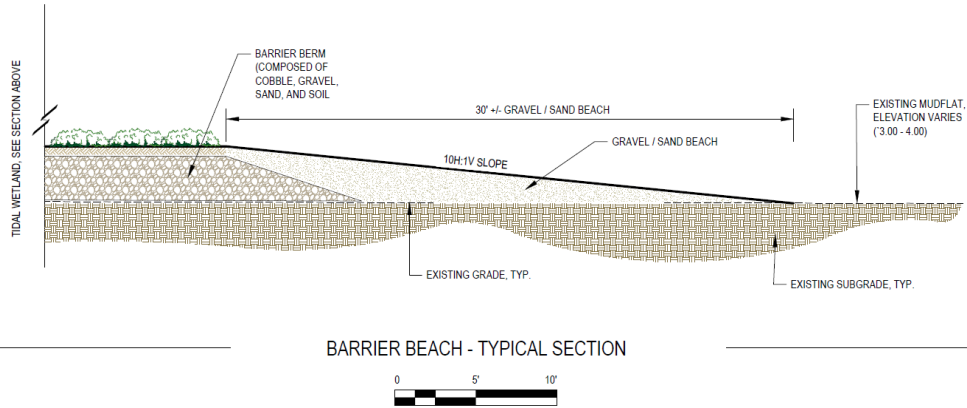 TIDAL WETLAND, SEE SECTION ABOVE
BARRIER BERM
(COMPOSED OF
COBBLE, GRAVEL,
SAND, AND SOIL
30' +/- GRAVEL / SAND BEACH
EXISTING MUDFLAT,
ELEVATION VARIES
(`3.00 - 4.00)
GRAVEL / SAND BEACH
10H:1V SLOPE
EXISTING GRADE, TYP.
EXISTING SUBGRADE, TYP.
BARRIER BEACH - TYPICAL SECTION
0 5' 10'